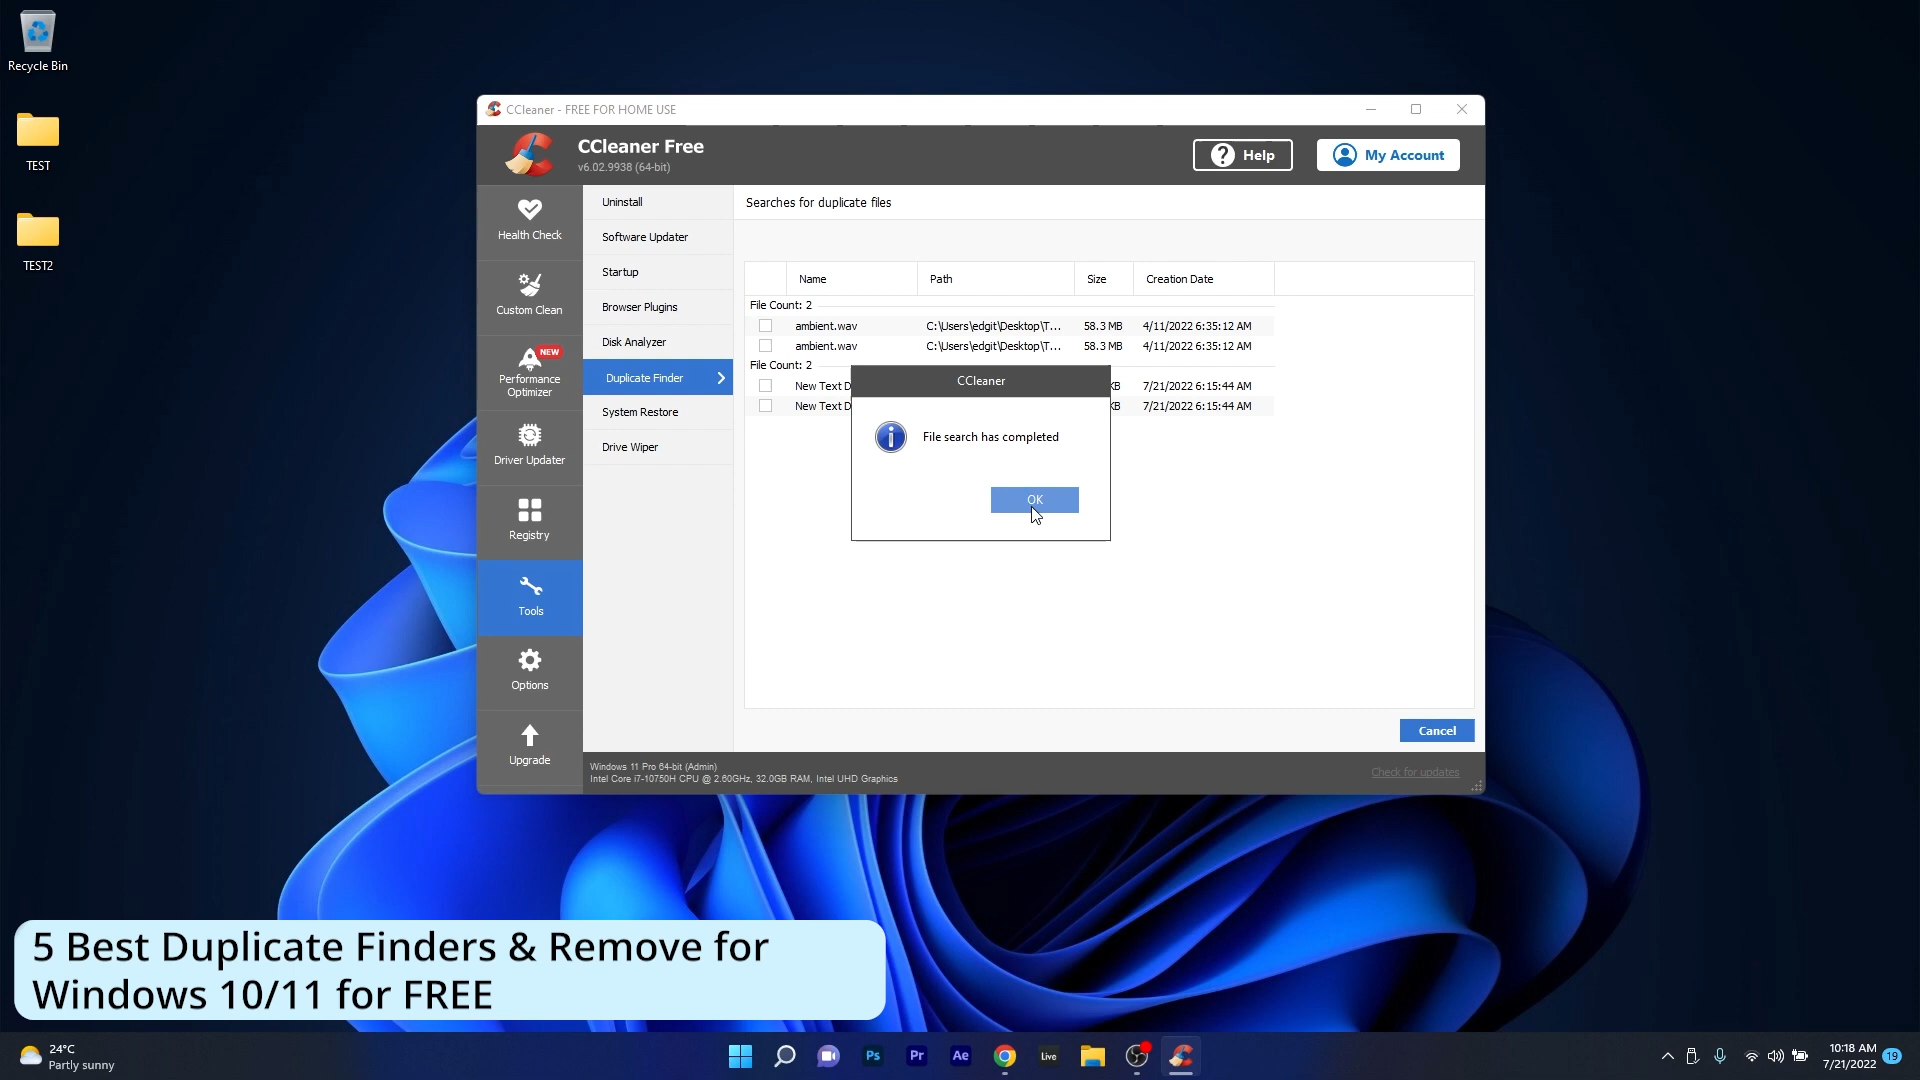 Recycle Bin
TEST
TEST2
CCleaner - FREE FOR HOME USE
CCleaner Free
v6.02.9938 (64-bit)
? Help
My Account
Health Check
Custom Clean
NEW
Performance
Optimizer
Driver Updater
Registry
Tools
Options
Upgrade
Uninstall
Software Updater
Startup
Browser Plugins
Disk Analyzer
Duplicate Finder
System Restore
Drive Wiper
Searches for duplicate files
Name Path Size Creation Date
File Count: 2
ambient.wav C:\Users\edgit\Desktop\T... 58.3 MB 4/11/2022 6:35:12 AM
ambient.wav C:\Users\edgit\Desktop\T... 58.3 MB 4/11/2022 6:35:12 AM
File Count: 2
New Text D KB 7/21/2022 6:15:44 AM
New Text D KB 7/21/2022 6:15:44 AM
CCleaner
File search has completed
OK
Cancel
Windows 11 Pro 64-bit (Admin)
Intel Core i7-10750H CPU @ 2.60GHz, 32.0GB RAM, Intel UHD Graphics
Check for updates
5 Best Duplicate Finders & Remove for
Windows 10/11 for FREE
24°C
Partly sunny
Ps
Pr
Ae
Live
10:18 AM
7/21/2022
19